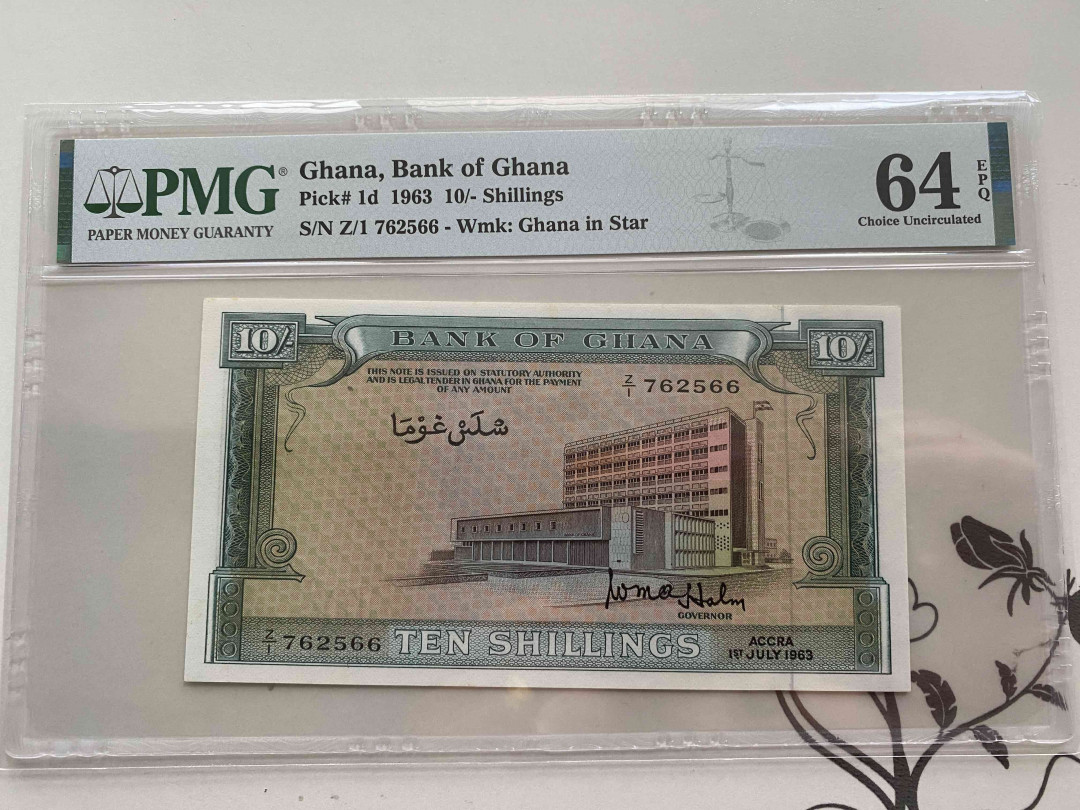 PMG®
PAPER MONEY GUARANTY
Ghana, Bank of Ghana
Pick# 1d 1963 10/- Shillings
S/N Z/1 762566 - Wmk: Ghana in Star
64 EPQ
Choice Uncirculated
10/ BANK OF GHANA 10/
THIS NOTE IS ISSUED ON STATUTORY AUTHORITY
AND IS LEGAL TENDER IN GHANA FOR THE PAYMENT
OF ANY AMOUNT
Z/1 762566
شلَن غَوْمَا
GOVERNOR
Z/1 762566 TEN SHILLINGS
ACCRA
1ST JULY 1963